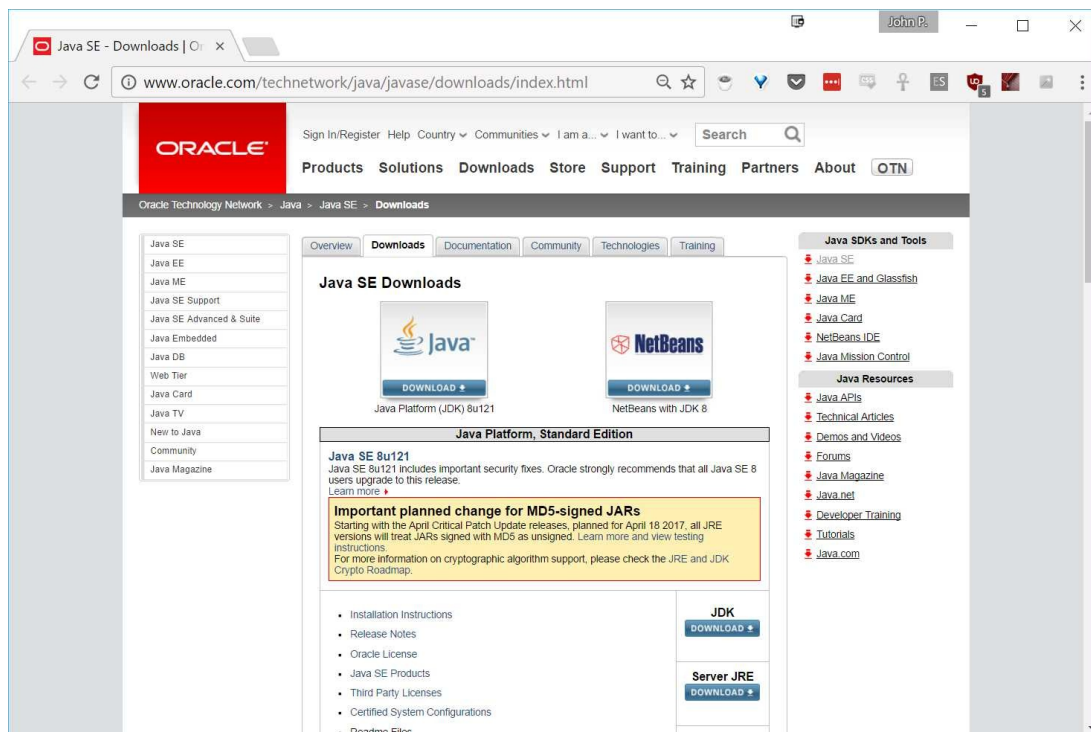 John P.
Java SE - Downloads | Or
www.oracle.com/technetwork/java/javase/downloads/index.html
ES
5
ORACLE
Sign In/Register Help Country Communities I am a... I want to... Search
Products Solutions Downloads Store Support Training Partners About OTN
Oracle Technology Network > Java > Java SE > Downloads
Java SE
Java EE
Java ME
Java SE Support
Java SE Advanced & Suite
Java Embedded
Java DB
Web Tier
Java Card
Java TV
New to Java
Community
Java Magazine
Overview Downloads Documentation Community Technologies Training
Java SE Downloads
Java
DOWNLOAD
Java Platform (JDK) 8u121
NetBeans
DOWNLOAD
NetBeans with JDK 8
Java Platform, Standard Edition
Java SE 8u121
Java SE 8u121 includes important security fixes. Oracle strongly recommends that all Java SE 8
users upgrade to this release.
Learn more
Important planned change for MD5-signed JARs
Starting with the April Critical Patch Update releases, planned for April 18 2017, all JRE
versions will treat JARs signed with MD5 as unsigned. Learn more and view testing
instructions.
For more information on cryptographic algorithm support, please check the JRE and JDK
Crypto Roadmap.
Installation Instructions
Release Notes
Oracle License
Java SE Products
Third Party Licenses
Certified System Configurations
Readme Files
JDK
DOWNLOAD
Server JRE
DOWNLOAD
Java SDKs and Tools
Java SE
Java EE and Glassfish
Java ME
Java Card
NetBeans IDE
Java Mission Control
Java Resources
Java APIs
Technical Articles
Demos and Videos
Forums
Java Magazine
Java.net
Developer Training
Tutorials
Java.com